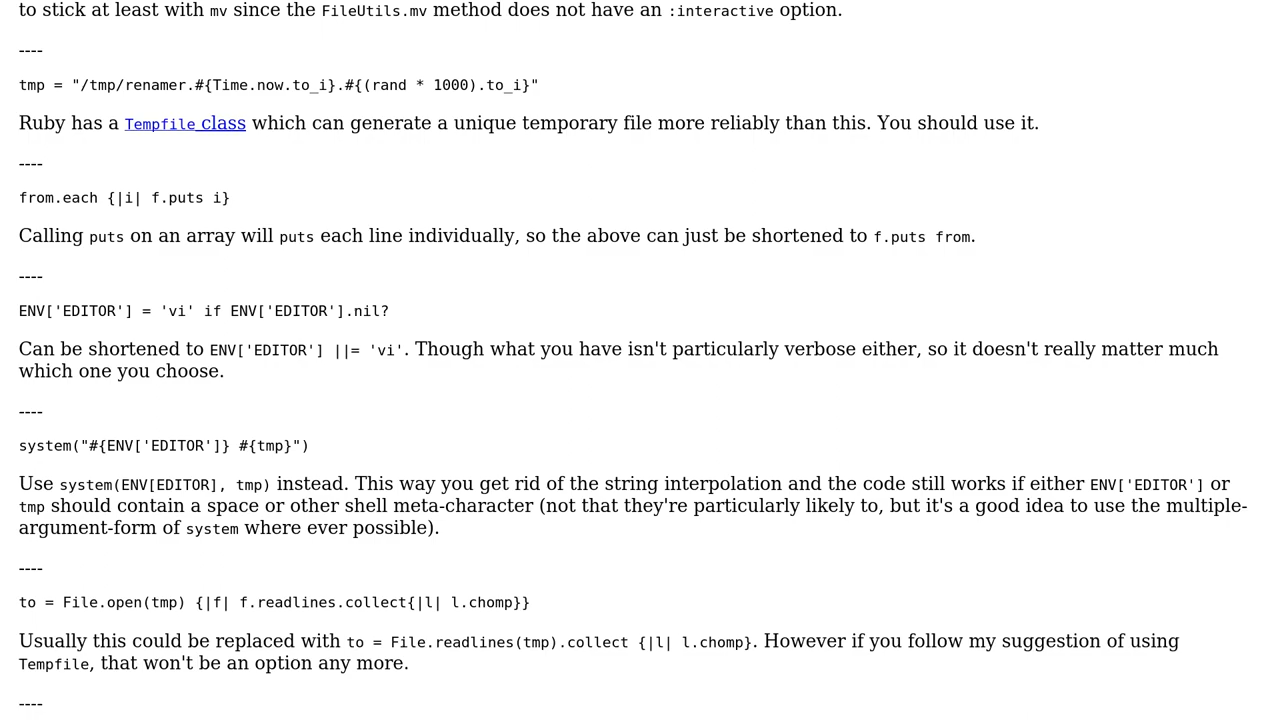 to stick at least with mv since the FileUtils.mv method does not have an :interactive option.
----
tmp = "/tmp/renamer.#{Time.now.to_i}.#{(rand * 1000).to_i}"
Ruby has a Tempfile class which can generate a unique temporary file more reliably than this. You should use it.
----
from.each {|i| f.puts i}
Calling puts on an array will puts each line individually, so the above can just be shortened to f.puts from.
----
ENV['EDITOR'] = 'vi' if ENV['EDITOR'].nil?
Can be shortened to ENV['EDITOR'] ||= 'vi'. Though what you have isn't particularly verbose either, so it doesn't really matter much
which one you choose.
----
system("#{ENV['EDITOR']} #{tmp}")
Use system(ENV[EDITOR], tmp) instead. This way you get rid of the string interpolation and the code still works if either ENV['EDITOR'] or
tmp should contain a space or other shell meta-character (not that they're particularly likely to, but it's a good idea to use the multiple-
argument-form of system where ever possible).
----
to = File.open(tmp) {|f| f.readlines.collect{|l| l.chomp}}
Usually this could be replaced with to = File.readlines(tmp).collect {|l| l.chomp}. However if you follow my suggestion of using
Tempfile, that won't be an option any more.
----